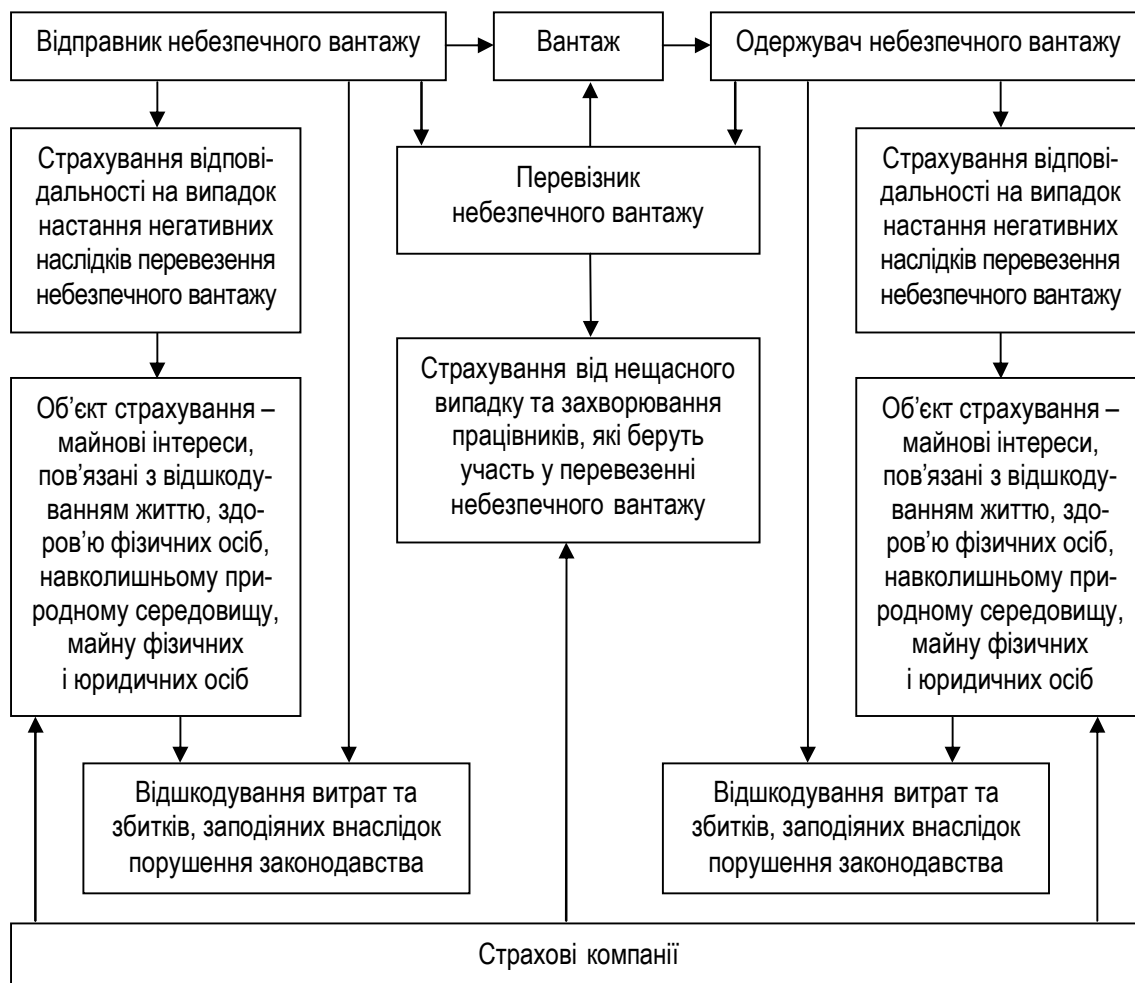 Відправник небезпечного вантажу
Вантаж
Одержувач небезпечного вантажу
Страхування відпові-
дальності на випадок
настання негативних
наслідків перевезення
небезпечного вантажу
Перевізник
небезпечного вантажу
Страхування відпові-
дальності на випадок
настання негативних
наслідків перевезення
небезпечного вантажу
Об’єкт страхування –
майнові інтереси,
пов’язані з відшкоду-
ванням життю, здо-
ров’ю фізичних осіб,
навколишньому при-
родному середовищу,
майну фізичних
і юридичних осіб
Страхування від нещасного
випадку та захворювання
працівників, які беруть
участь у перевезенні
небезпечного вантажу
Об’єкт страхування –
майнові інтереси,
пов’язані з відшкоду-
ванням життю, здо-
ров’ю фізичних осіб,
навколишньому при-
родному середовищу,
майну фізичних
і юридичних осіб
Відшкодування витрат та
збитків, заподіяних внаслідок
порушення законодавства
Відшкодування витрат та
збитків, заподіяних внаслідок
порушення законодавства
Страхові компанії